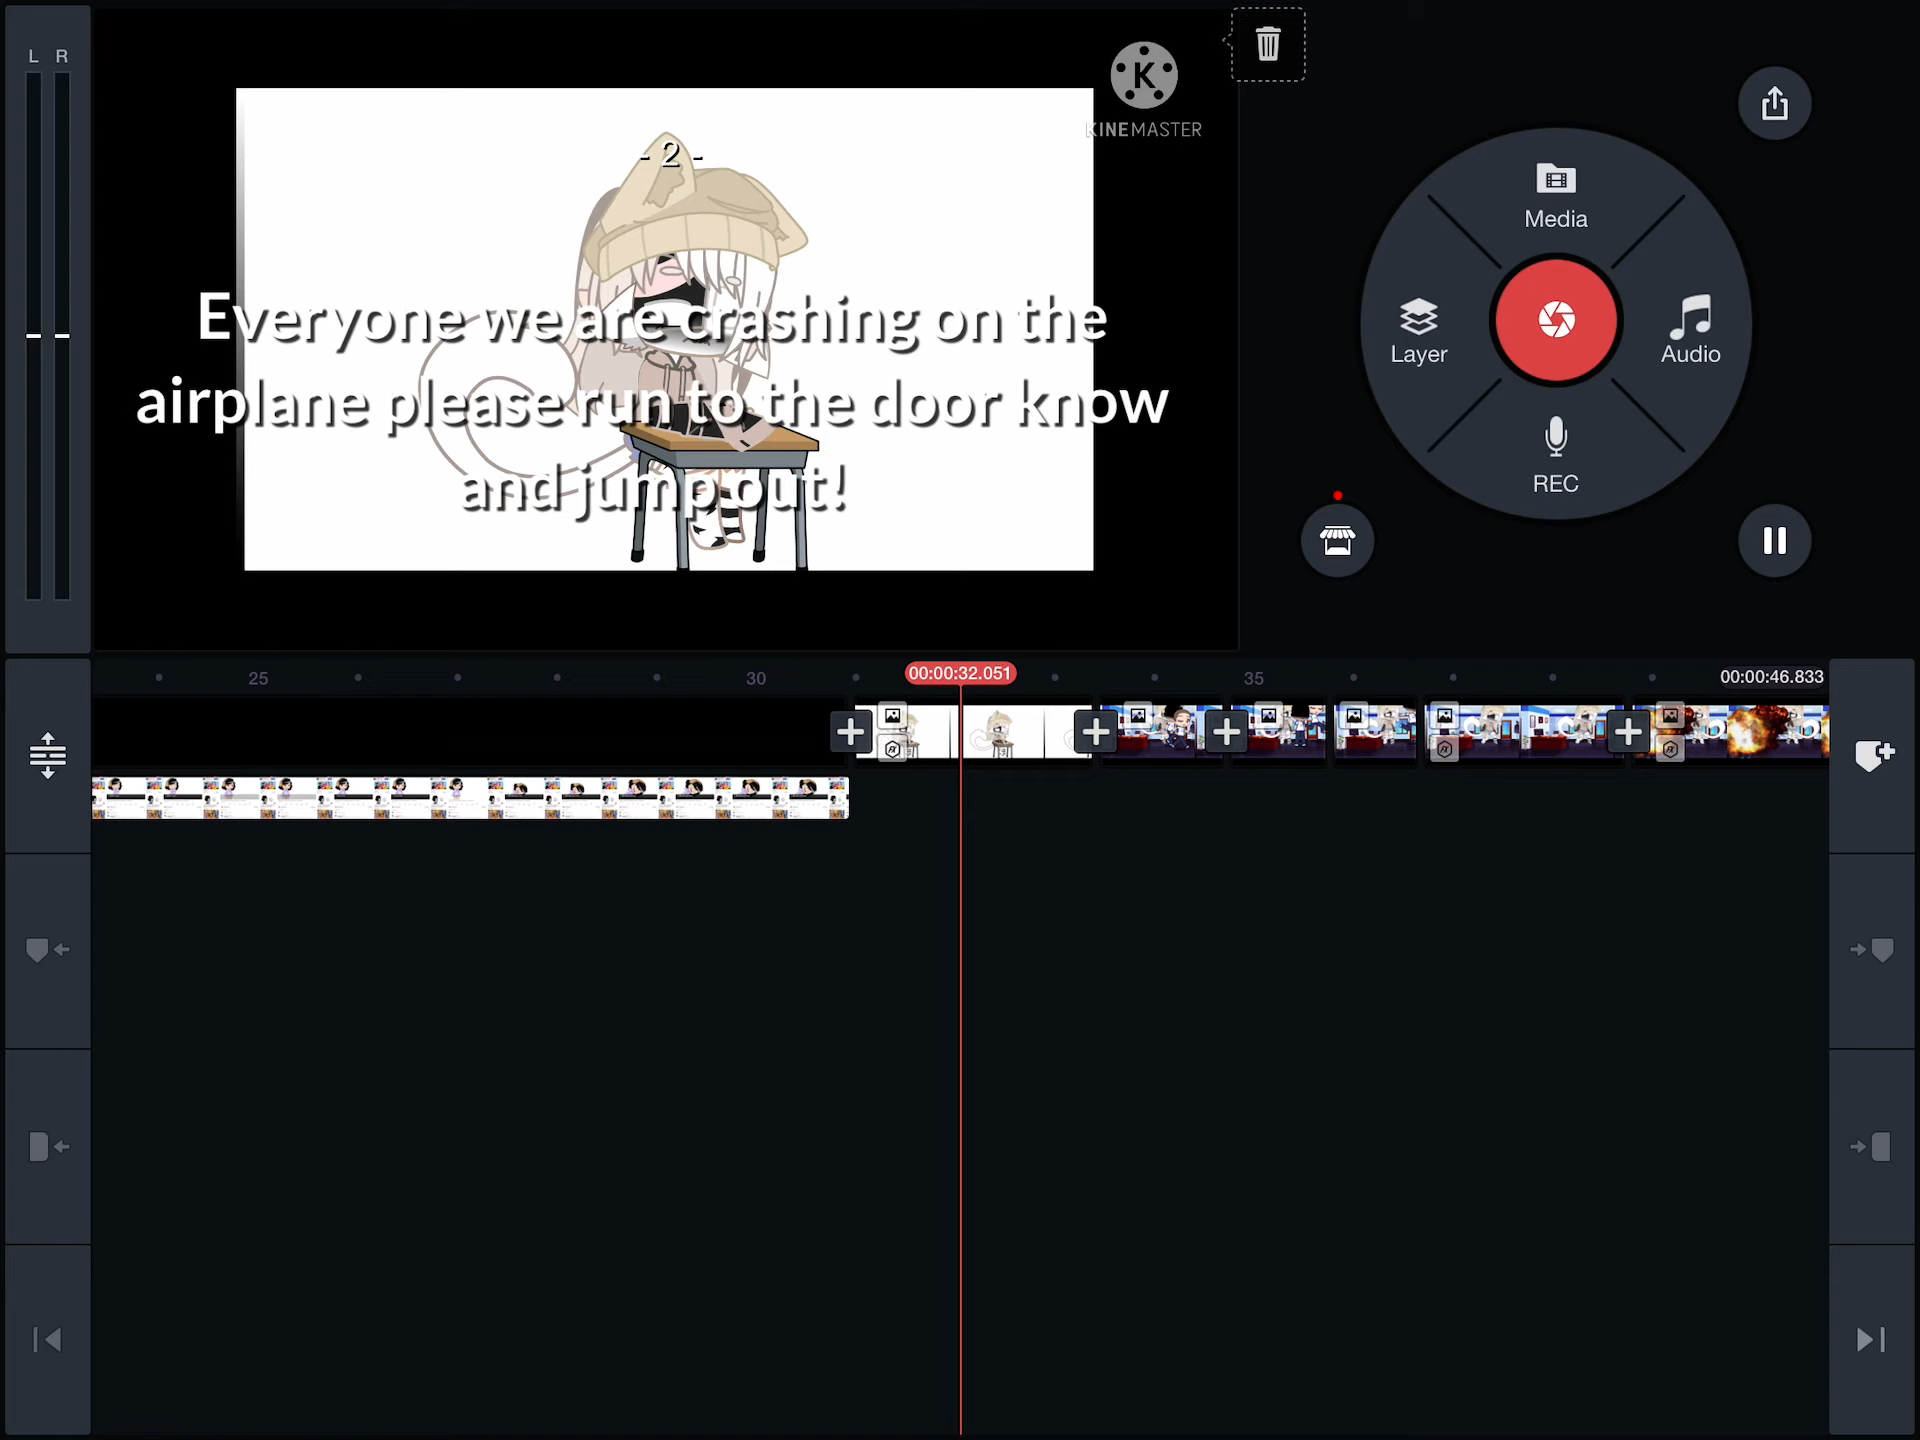 L R
K
KINEMASTER
- 2 -
Everyone we are crashing on the
airplane please run to the door know
and jump out!
Media
Layer
Audio
REC
25
30
00:00:32.051
35
00:00:46.833